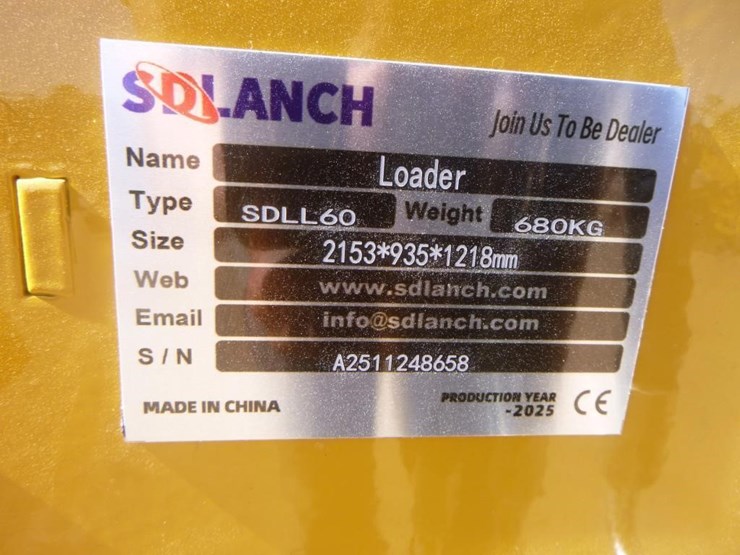 SDLANCH
Join Us To Be Dealer
Name Loader
Type SDLL60 Weight 680KG
Size 2153*935*1218mm
Web www.sdlanch.com
Email info@sdlanch.com
S/N A2511248658
MADE IN CHINA
PRODUCTION YEAR
-2025
CE